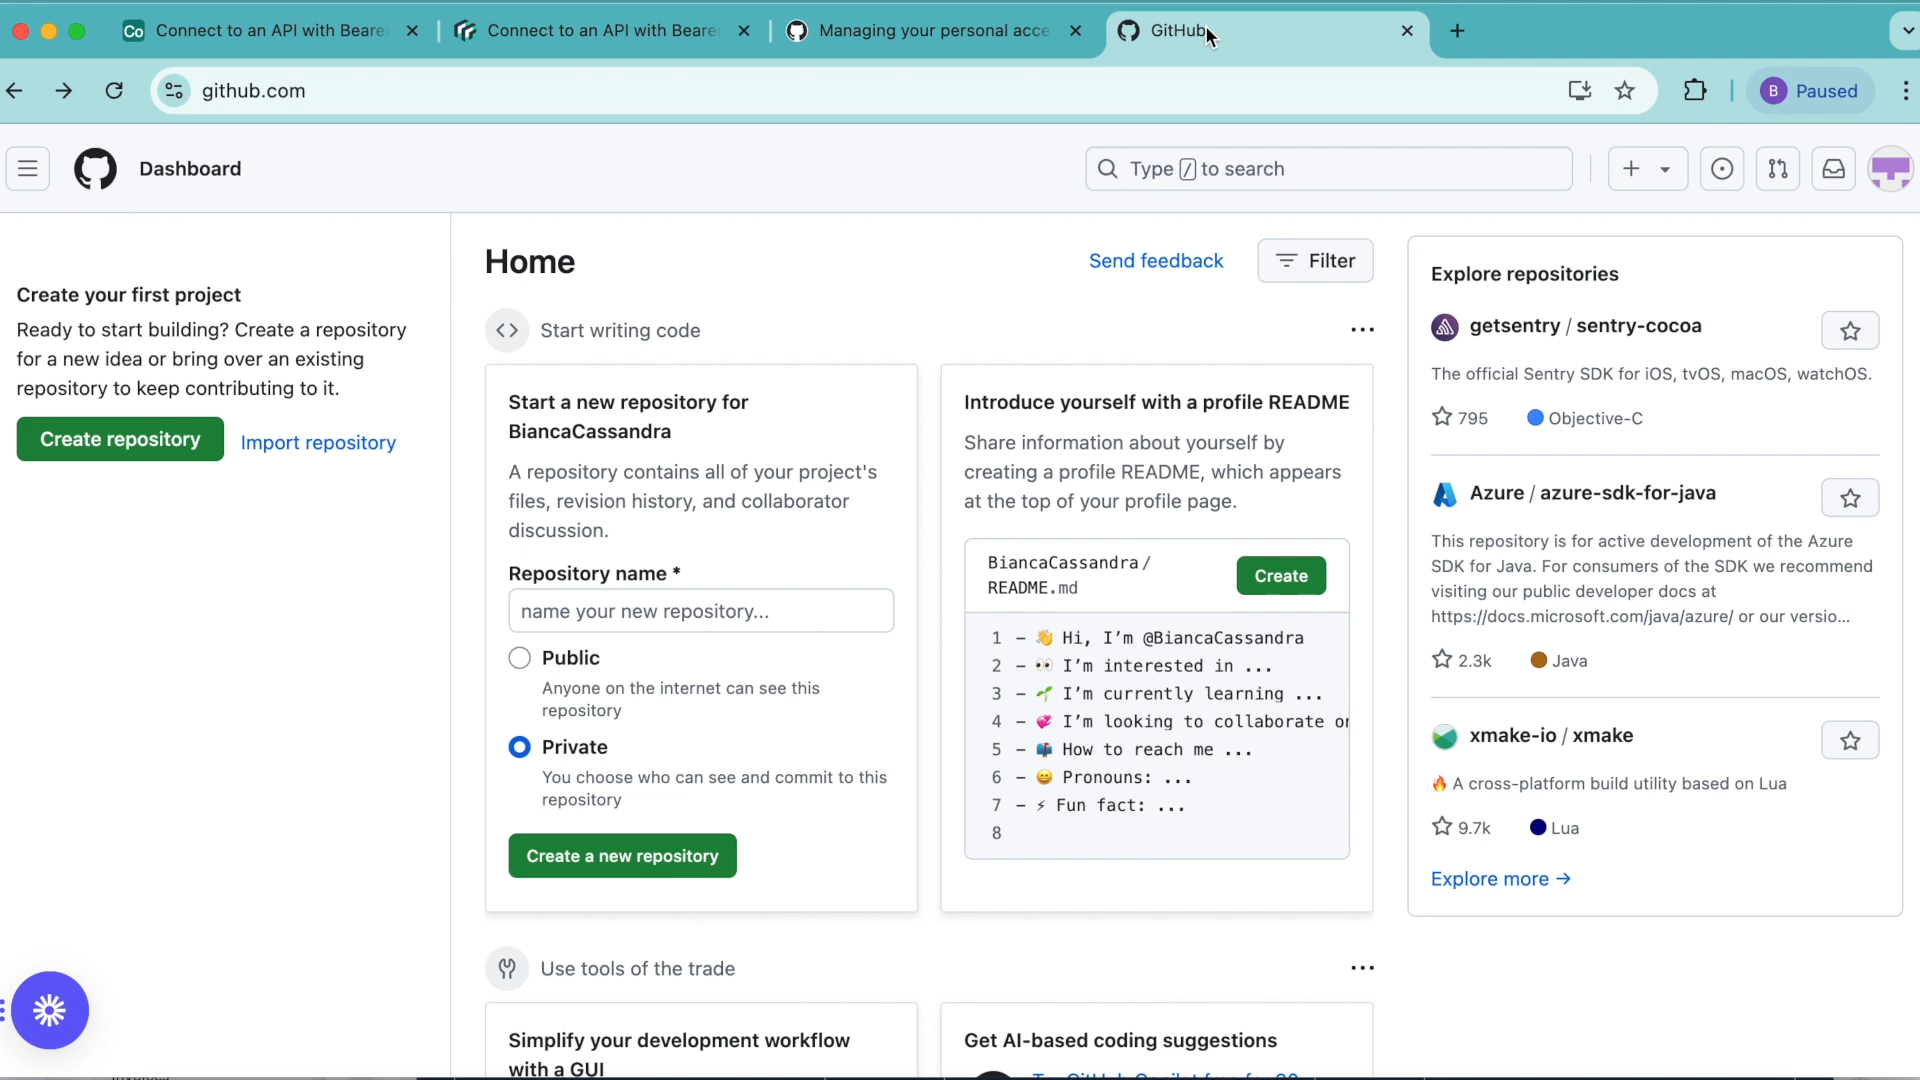 Co Connect to an API with Beare
Connect to an API with Beare
Managing your personal acce
GitHub
github.com
B Paused
Dashboard
Type / to search
Create your first project
Ready to start building? Create a repository
for a new idea or bring over an existing
repository to keep contributing to it.
Create repository
Import repository
Home
Send feedback
Filter
Start writing code
Start a new repository for
BiancaCassandra
A repository contains all of your project's
files, revision history, and collaborator
discussion.
Repository name *
name your new repository...
Public
Anyone on the internet can see this
repository
Private
You choose who can see and commit to this
repository
Create a new repository
Introduce yourself with a profile README
Share information about yourself by
creating a profile README, which appears
at the top of your profile page.
BiancaCassandra/
README.md
Create
1 - 👋 Hi, I’m @BiancaCassandra
2 - 👀 I’m interested in ...
3 - 🌱 I’m currently learning ...
4 - 💞️ I’m looking to collaborate on
5 - 📫 How to reach me ...
6 - 😄 Pronouns: ...
7 - ⚡ Fun fact: ...
8
Use tools of the trade
Simplify your development workflow
with a GUI
Get AI-based coding suggestions
Explore repositories
getsentry / sentry-cocoa
The official Sentry SDK for iOS, tvOS, macOS, watchOS.
795
Objective-C
Azure / azure-sdk-for-java
This repository is for active development of the Azure
SDK for Java. For consumers of the SDK we recommend
visiting our public developer docs at
https://docs.microsoft.com/java/azure/ or our versio...
2.3k
Java
xmake-io / xmake
🔥 A cross-platform build utility based on Lua
9.7k
Lua
Explore more →